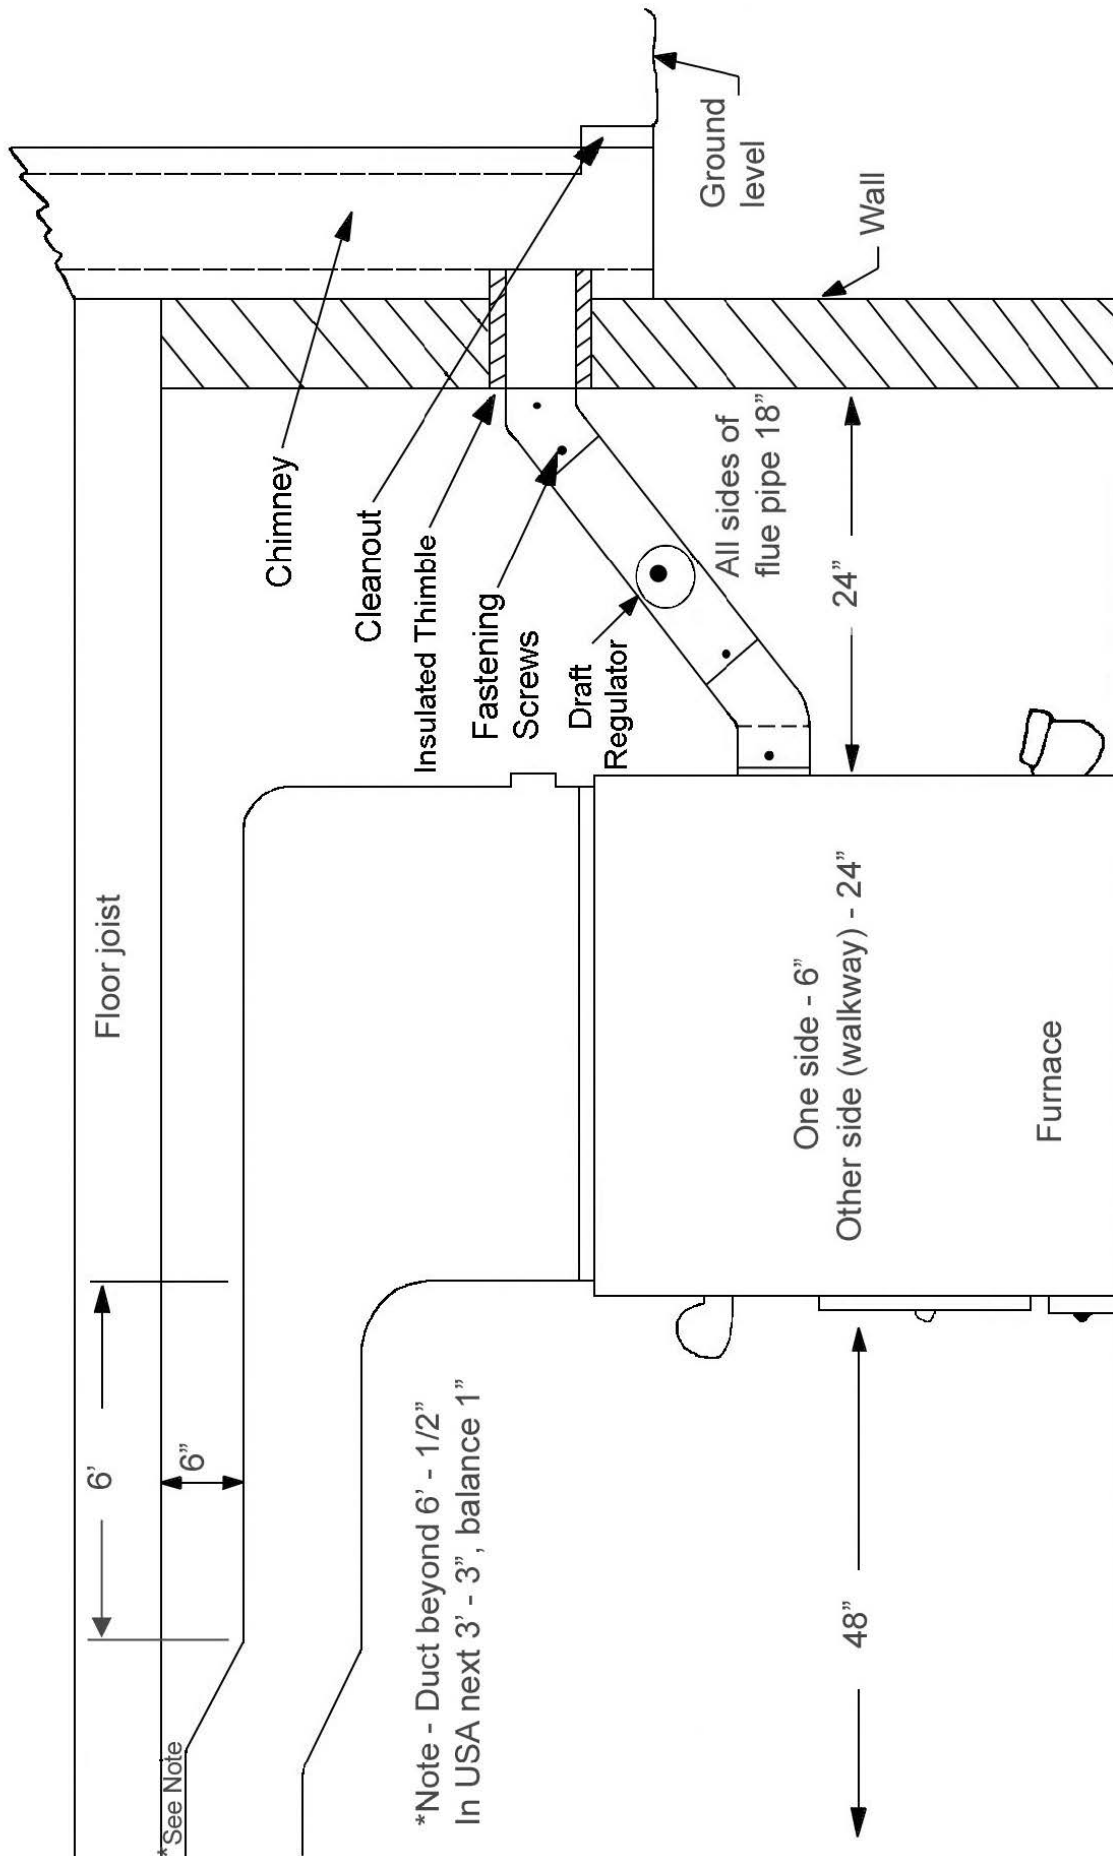 Floor joist
6’
6”
*See Note
*Note - Duct beyond 6’ - 1/2”
In USA next 3’ - 3”, balance 1”
Chimney
Cleanout
Insulated Thimble
Fastening
Screws
Draft
Regulator
All sides of
flue pipe 18”
Ground
level
Wall
24”
One side - 6”
Other side (walkway) - 24”
48”
Furnace